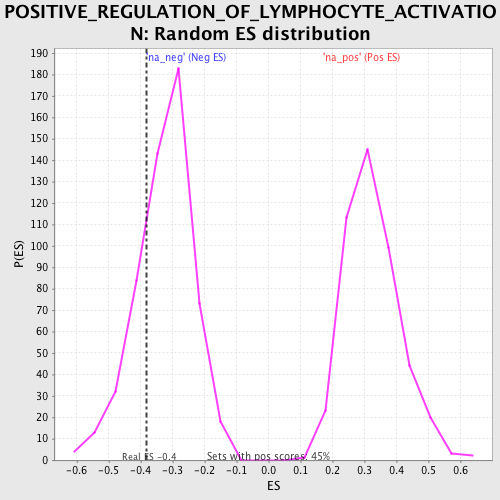 POSITIVE_REGULATION_OF_LYMPHOCYTE_ACTIVATIO
N: Random ES distribution
'na_neg' (Neg ES)
'na_pos' (Pos ES)
190
180
170
160
150
140
130
120
110
100
90
80
70
60
50
40
30
20
10
0
P(ES)
Real ES -0.4
Sets with pos scores: 45%
-0.6 -0.5 -0.4 -0.3 -0.2 -0.1 0.0 0.1 0.2 0.3 0.4 0.5 0.6
ES